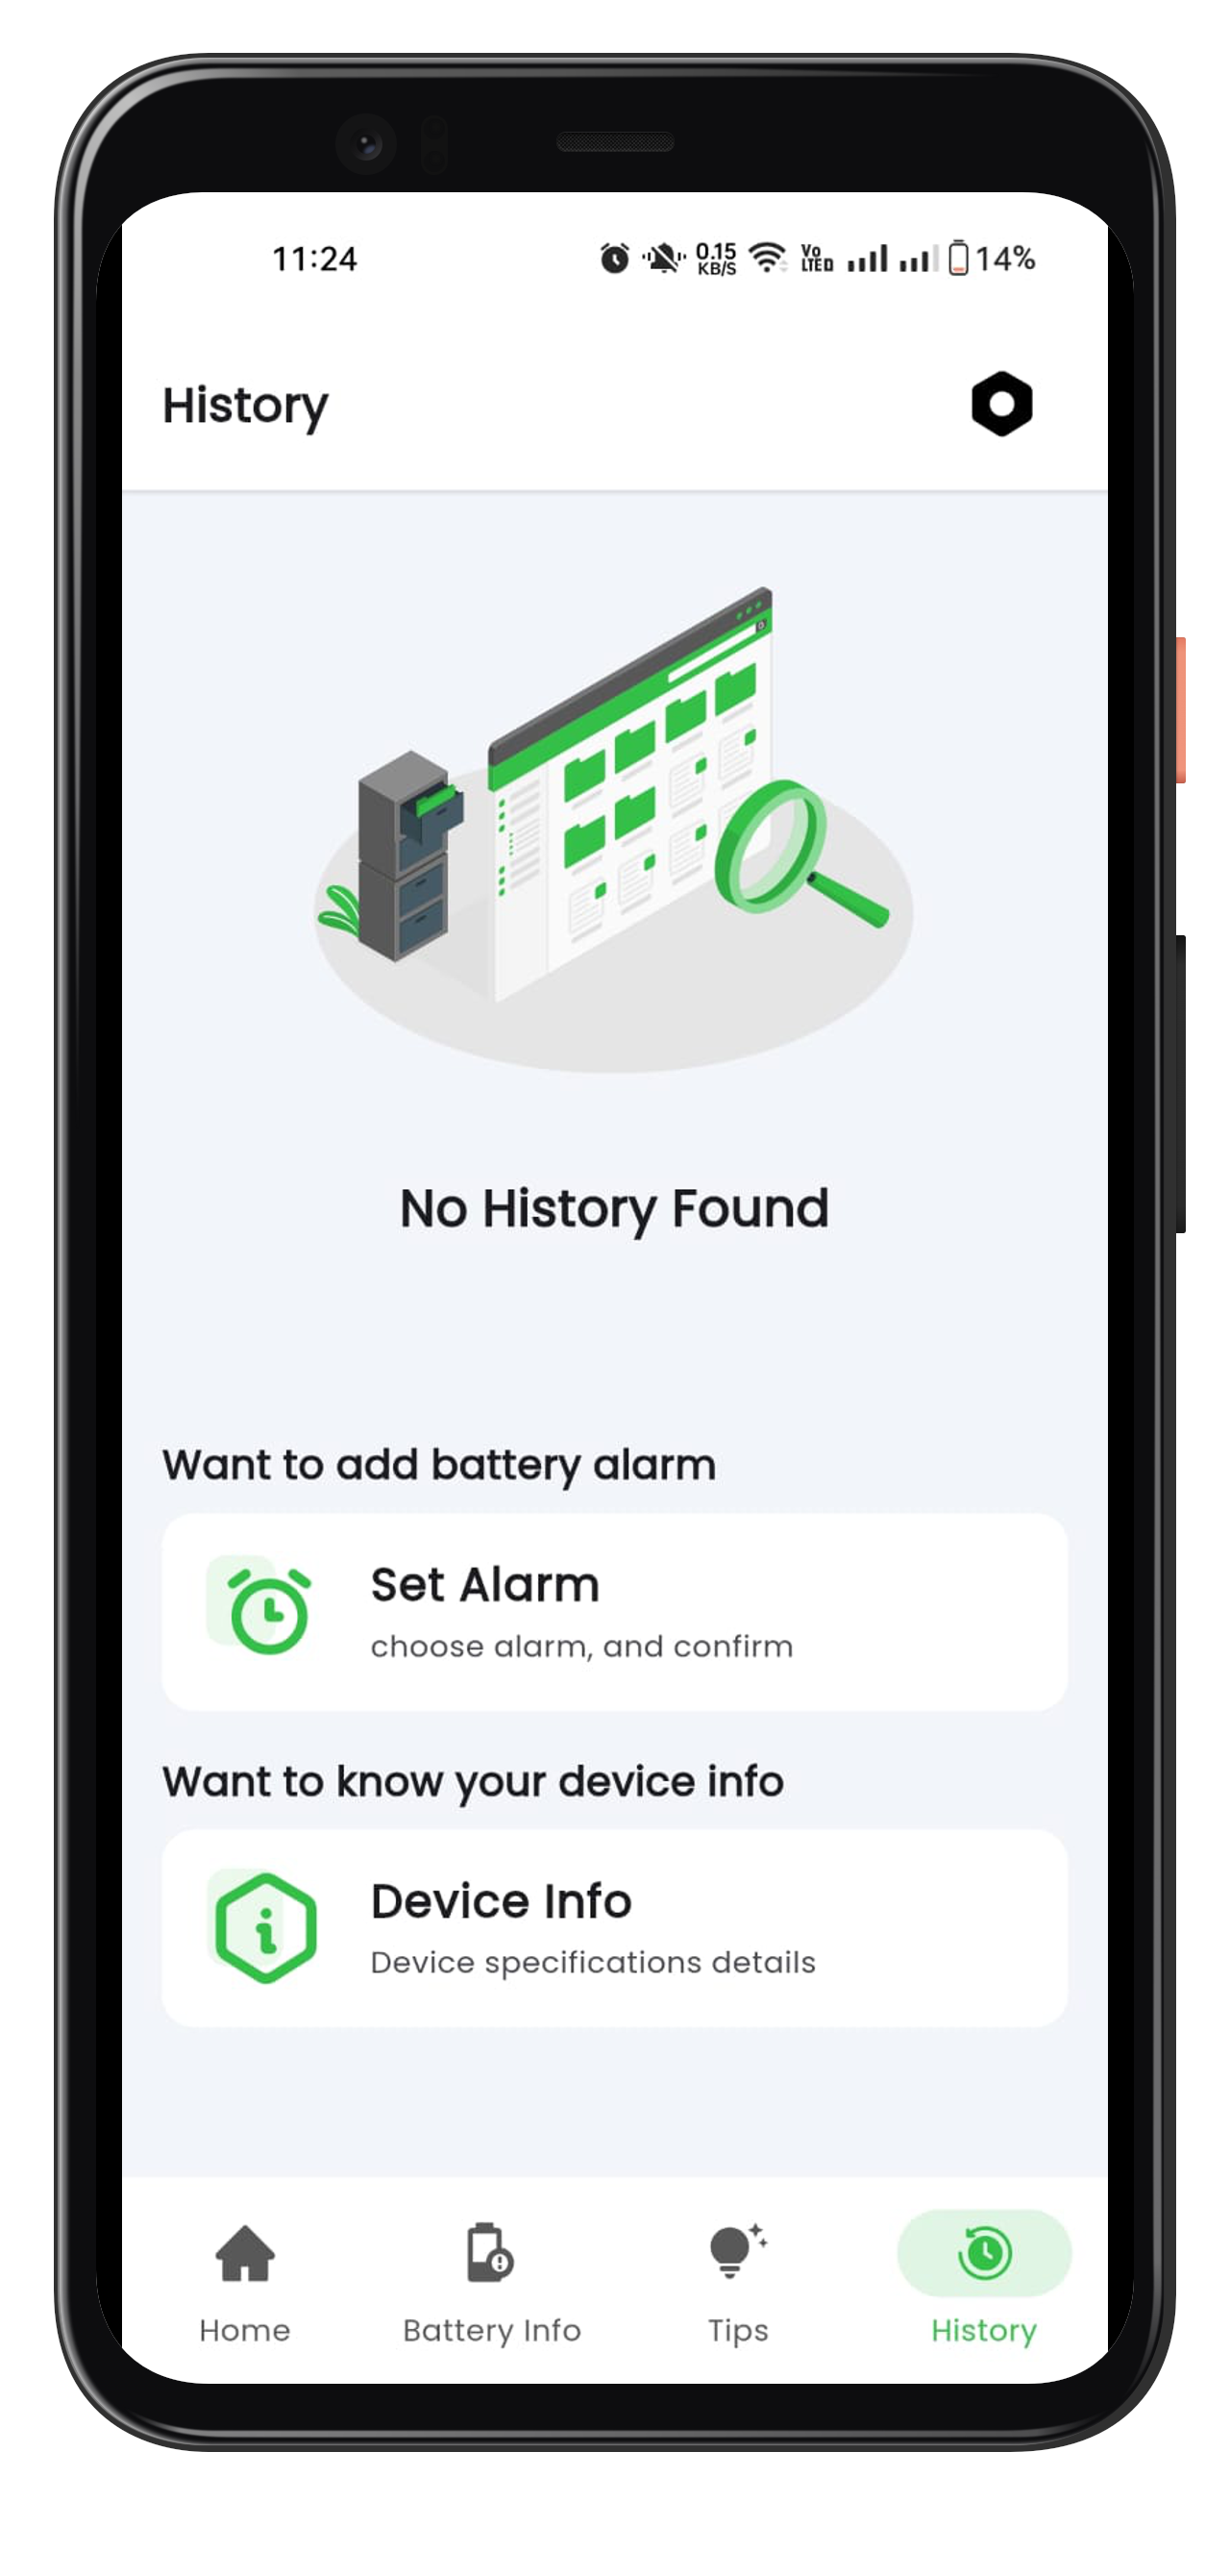 11:24 0.15 KB/S Vo LTE D 14%
History
No History Found
Want to add battery alarm
Set Alarm
choose alarm, and confirm
Want to know your device info
Device Info
Device specifications details
Home Battery Info Tips History